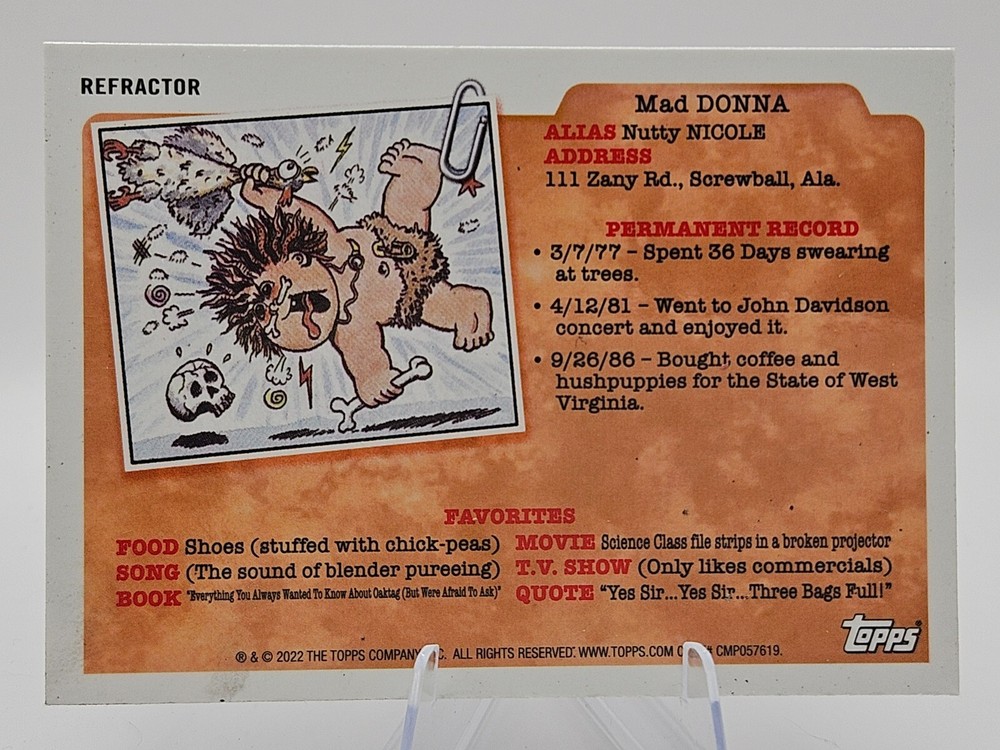 REFRACTOR
Mad DONNA
ALIAS Nutty NICOLE
ADDRESS
111 Zany Rd., Screwball, Ala.
PERMANENT RECORD
• 3/7/77 – Spent 36 Days swearing
at trees.
• 4/12/81 – Went to John Davidson
concert and enjoyed it.
• 9/26/86 – Bought coffee and
hushpuppies for the State of West
Virginia.
FAVORITES
FOOD Shoes (stuffed with chick-peas)
SONG (The sound of blender pureeing)
BOOK "Everything You Always Wanted To Know About Oaktag (But Were Afraid To Ask)"
MOVIE Science Class file strips in a broken projector
T.V. SHOW (Only likes commercials)
QUOTE "Yes Sir...Yes Sir...Three Bags Full!"
topps®
® & © 2022 THE TOPPS COMPANY, INC. ALL RIGHTS RESERVED. WWW.TOPPS.COM CODE# CMP057619.